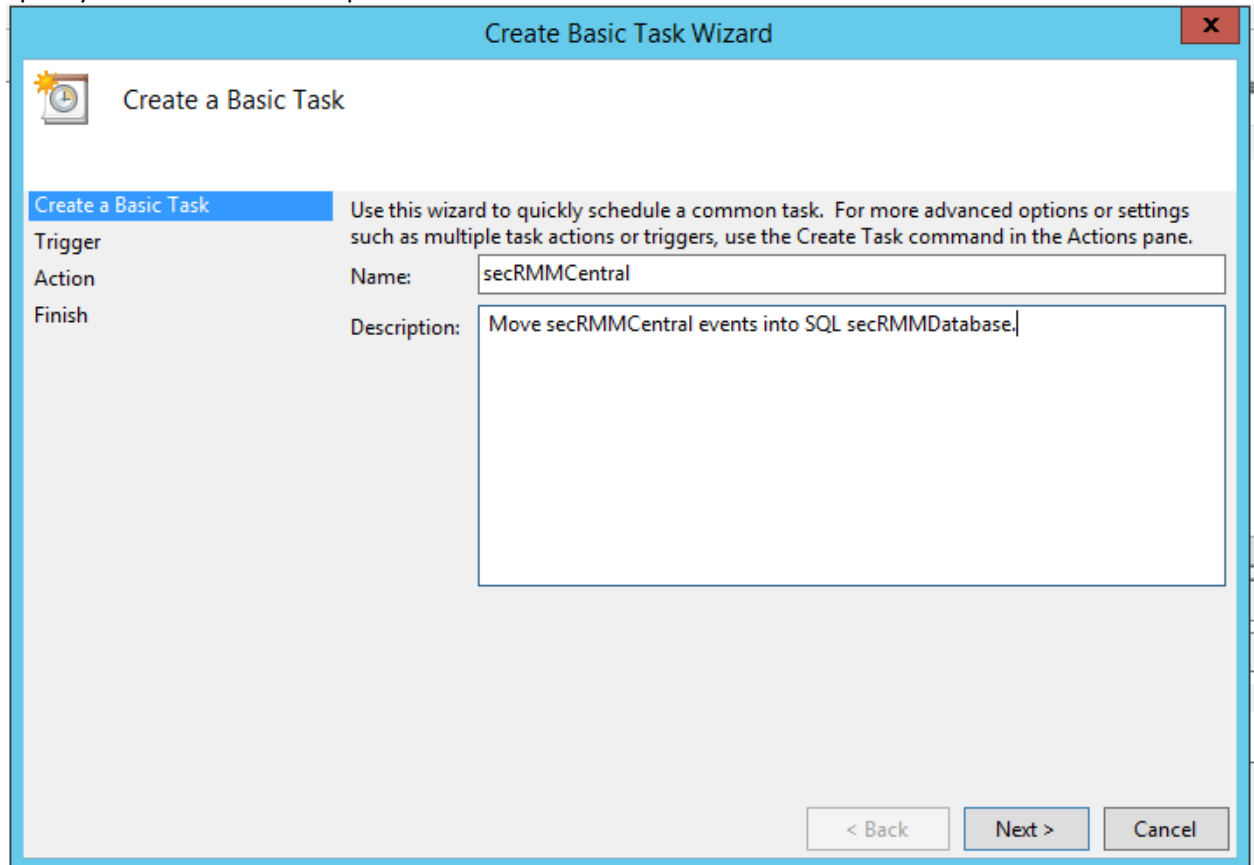 Create Basic Task Wizard
x
Create a Basic Task
Create a Basic Task
Trigger
Action
Finish
Use this wizard to quickly schedule a common task. For more advanced options or settings
such as multiple task actions or triggers, use the Create Task command in the Actions pane.
Name: secRMMCentral
Description: Move secRMMCentral events into SQL secRMMDatabase.
< Back Next > Cancel